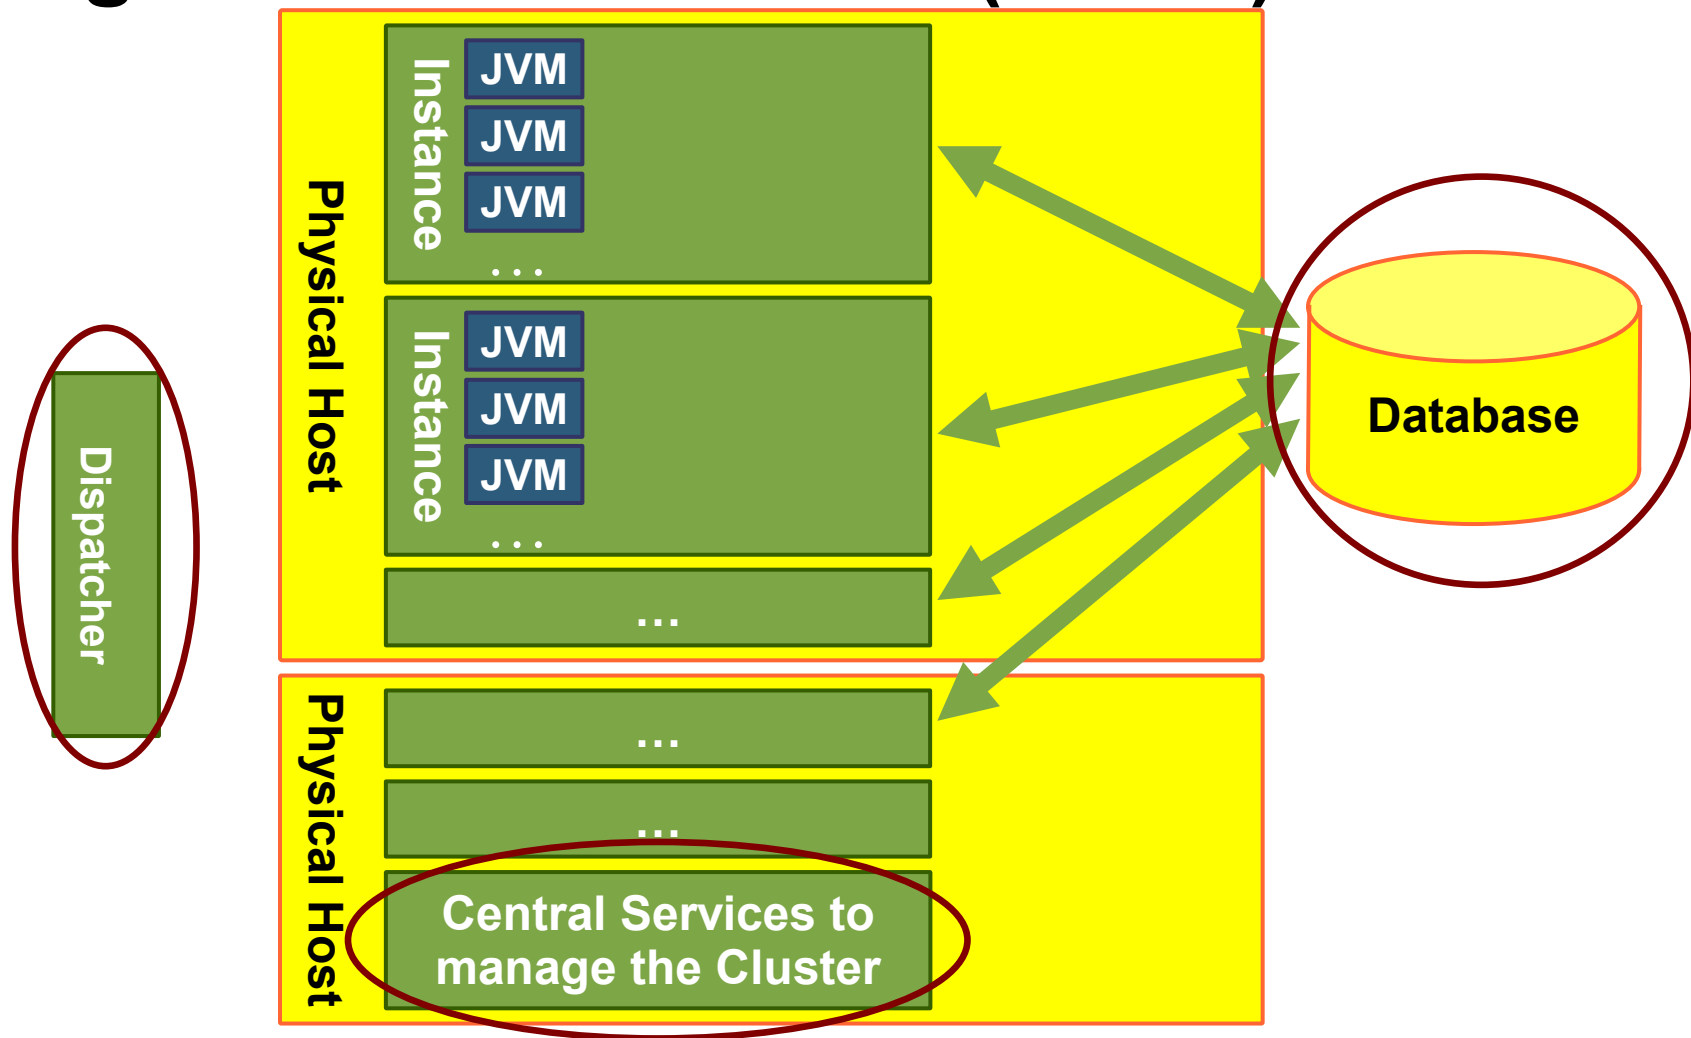 Dispatcher
Physical Host
Instance
JVM
JVM
JVM
...
Instance
JVM
JVM
JVM
...
...
Physical Host
...
...
Central Services to
manage the Cluster
Database